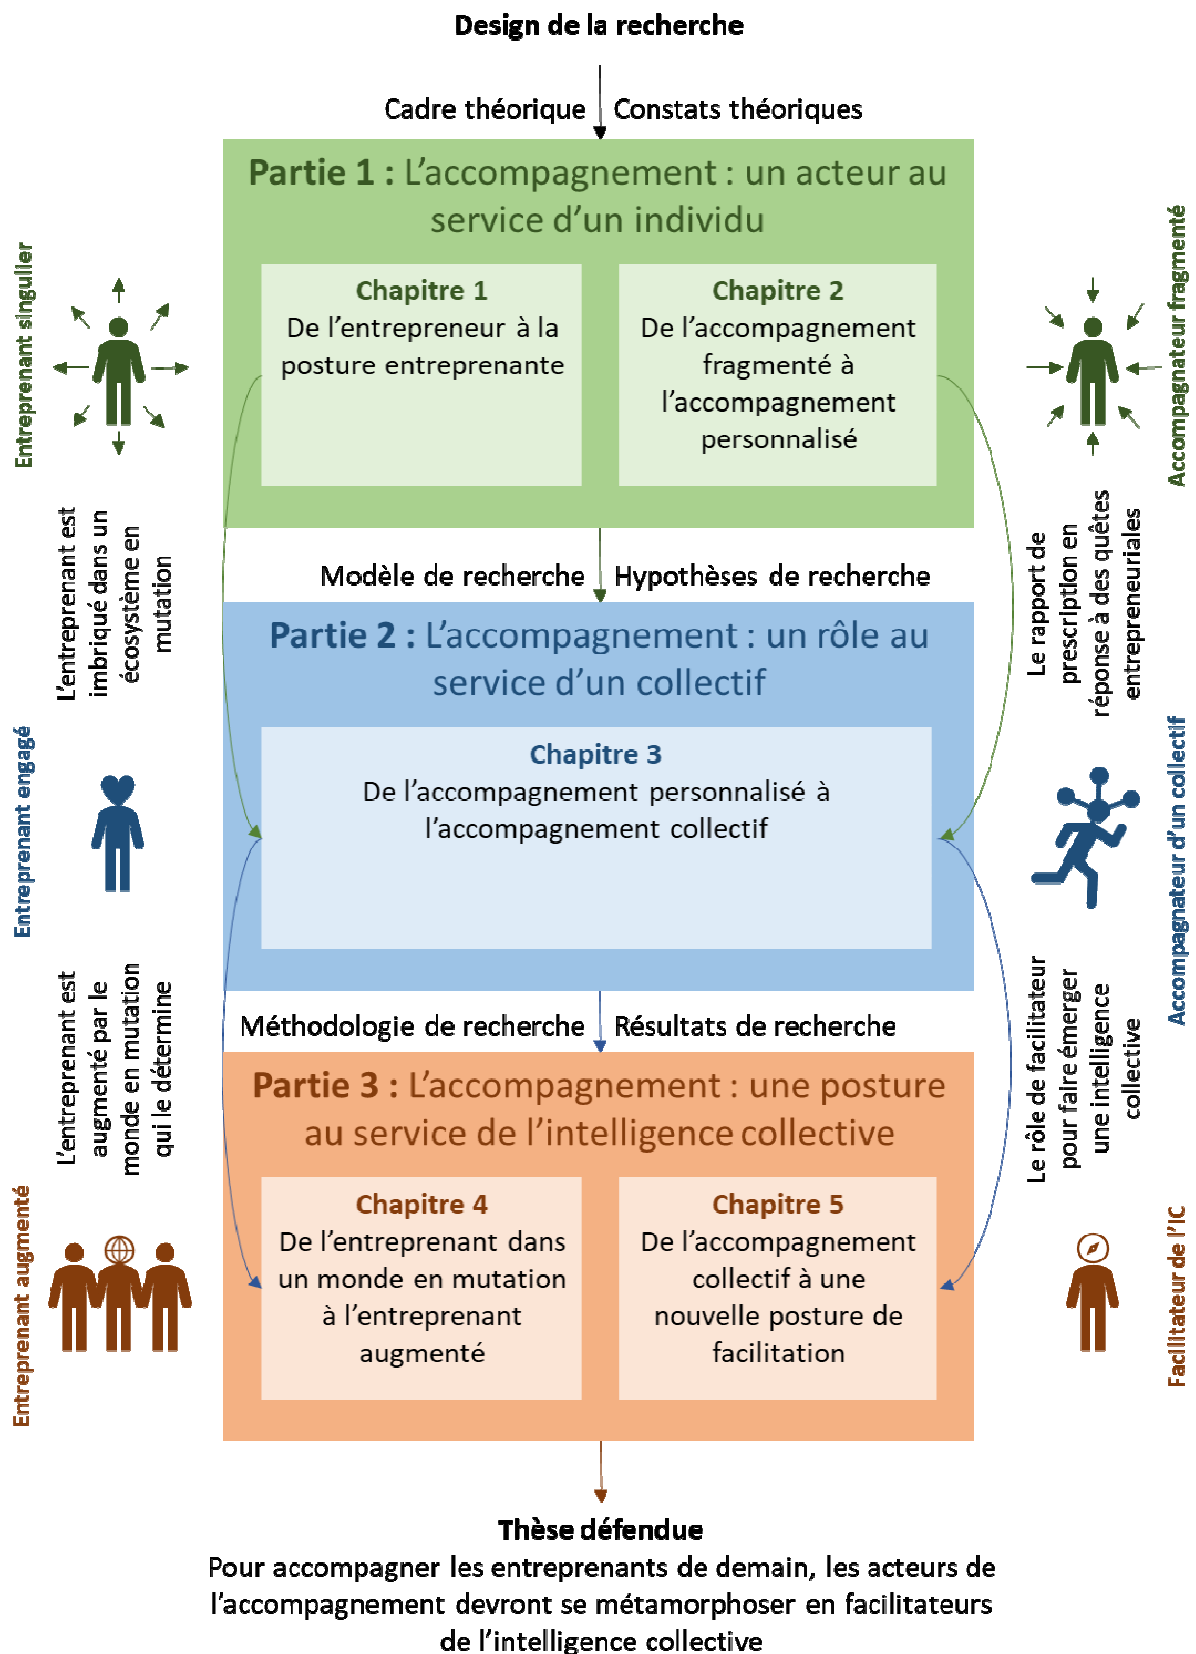 Design de la recherche
Cadre théorique
Constats théoriques
Partie 1 : L’accompagnement : un acteur au
service d’un individu
Entreprenant singulier
Chapitre 1
De l’entrepreneur à la
posture entreprenante
Chapitre 2
De l’accompagnement
fragmenté à
l’accompagnement
personnalisé
Accompagnateur fragmenté
L’entreprenant est
imbriqué dans un
écosystème en
mutation
Le rapport de
prescription en
réponse à des quêtes
entrepreneuriales
Modèle de recherche
Hypothèses de recherche
Partie 2 : L’accompagnement : un rôle au
service d’un collectif
Entreprenant engagé
Chapitre 3
De l’accompagnement personnalisé à
l’accompagnement collectif
Accompagnateur d’un collectif
L’entreprenant est
augmenté par le
monde en mutation
qui le détermine
Le rôle de facilitateur
pour faire émerger
une intelligence
collective
Méthodologie de recherche
Résultats de recherche
Partie 3 : L’accompagnement : une posture
au service de l’intelligence collective
Entreprenant augmenté
Chapitre 4
De l’entreprenant dans
un monde en mutation
à l’entreprenant
augmenté
Chapitre 5
De l’accompagnement
collectif à une
nouvelle posture de
facilitation
Facilitateur de l’IC
Thèse défendue
Pour accompagner les entreprenants de demain, les acteurs de
l’accompagnement devront se métamorphoser en facilitateurs
de l’intelligence collective